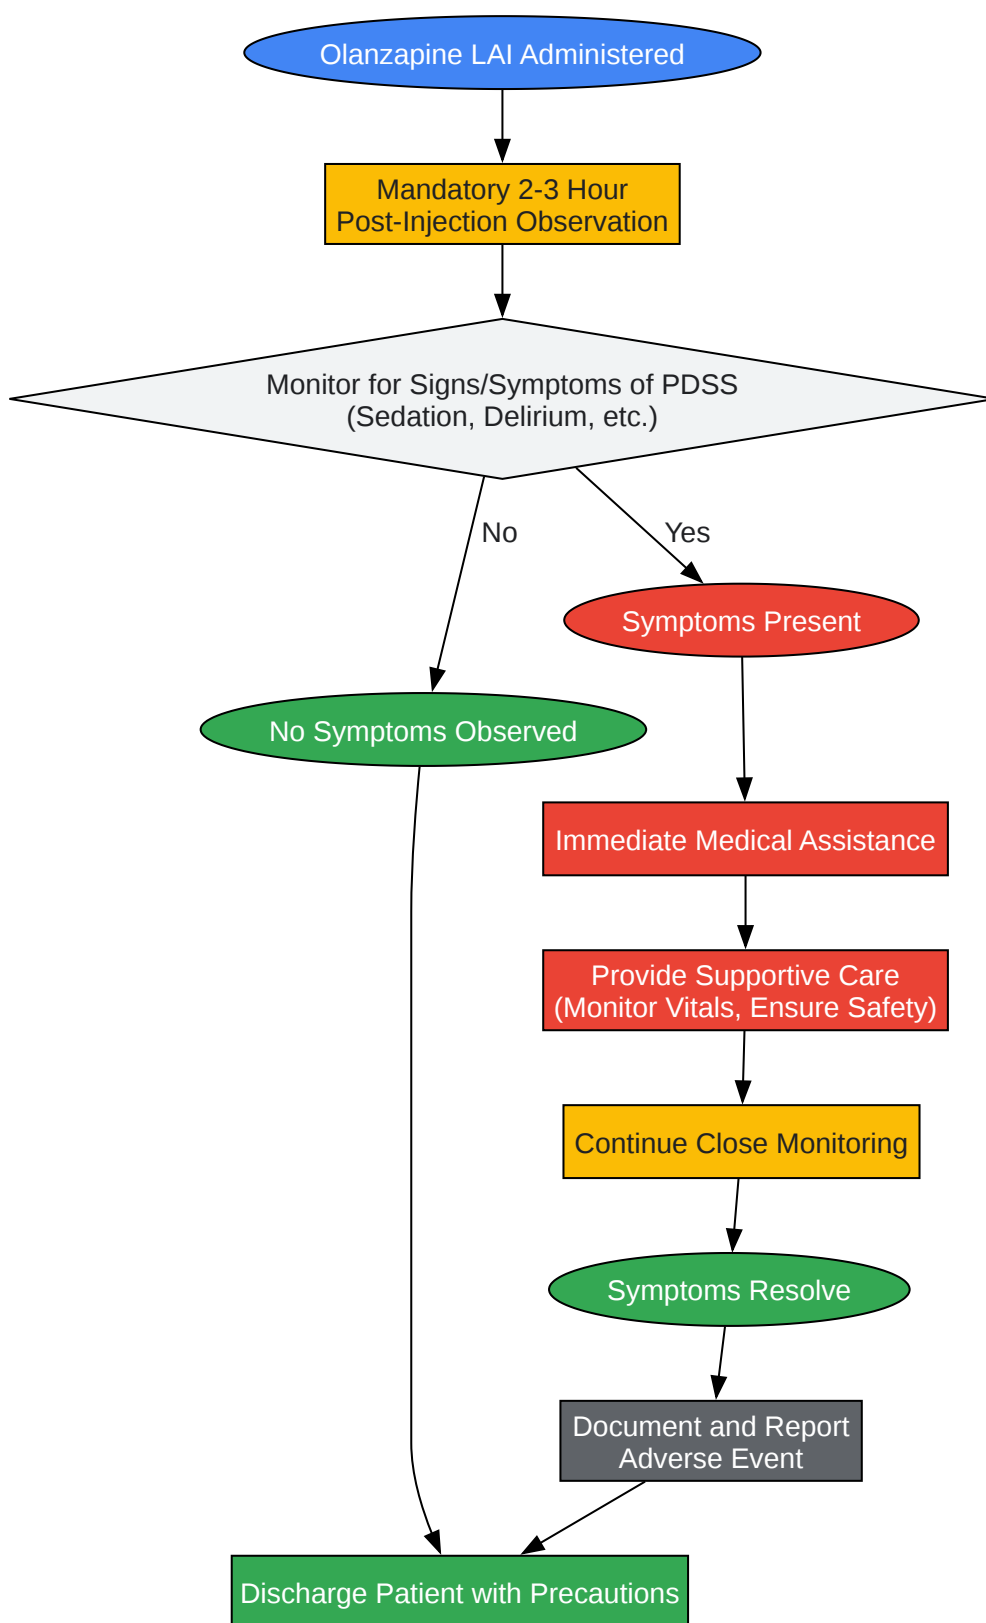 Olanzapine LAI Administered
Mandatory 2-3 Hour
Post-Injection Observation
Monitor for Signs/Symptoms of PDSS
(Sedation, Delirium, etc.)
No
Yes
Symptoms Present
No Symptoms Observed
Immediate Medical Assistance
Provide Supportive Care
(Monitor Vitals, Ensure Safety)
Continue Close Monitoring
Symptoms Resolve
Document and Report
Adverse Event
Discharge Patient with Precautions